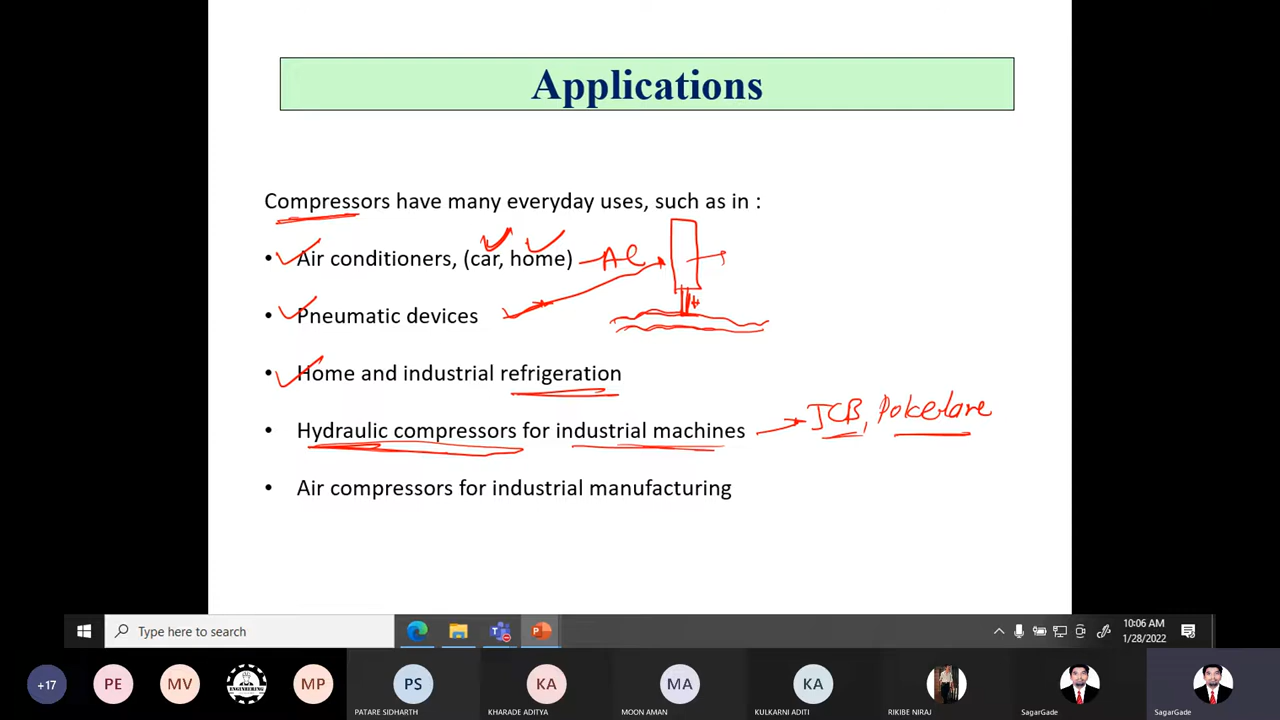 Applications
Compressors have many everyday uses, such as in :
• Air conditioners, (car, home) AC
• Pneumatic devices
• Home and industrial refrigeration
• Hydraulic compressors for industrial machines JCB, Pokelane
• Air compressors for industrial manufacturing
Type here to search
10:06 AM
1/28/2022
+17 PE MV ENGINEERING MP PS KA MA KA
PATARE SIDHARTH KHARADE ADITYA MOON AMAN KULKARNI ADITI RIKIBE NIRAJ SagarGade SagarGade